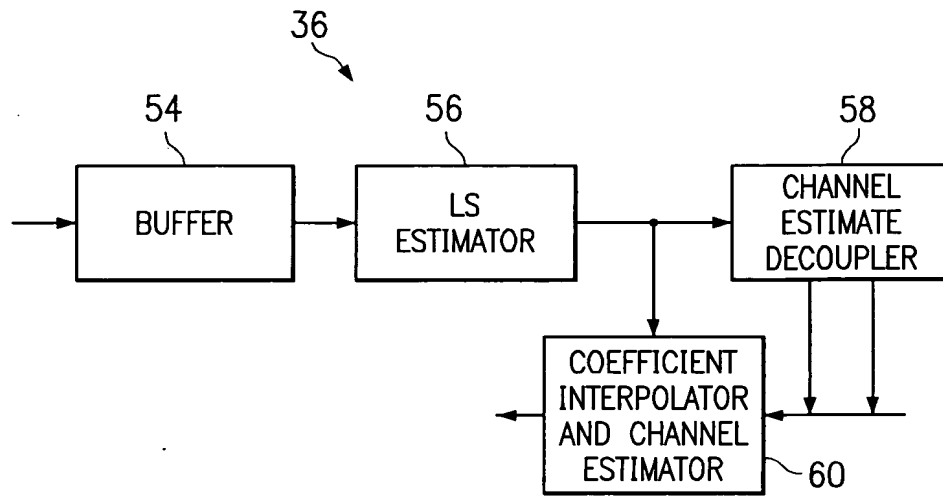 36
54
56
58
BUFFER
LS
ESTIMATOR
CHANNEL
ESTIMATE
DECOUPLER
COEFFICIENT
INTERPOLATOR
AND CHANNEL
ESTIMATOR
60